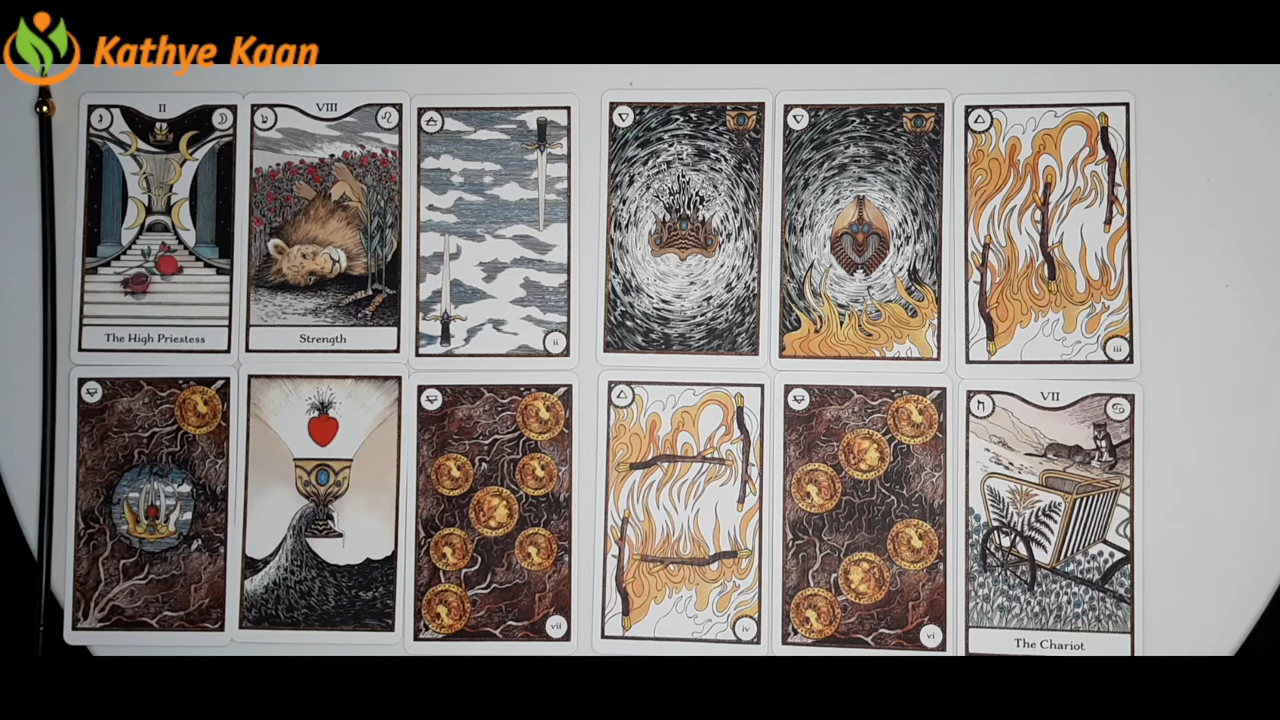 Kathye Kaan
II
VIII
The High Priestess
Strength
ii
iii
VII
vii
iv
vi
The Chariot